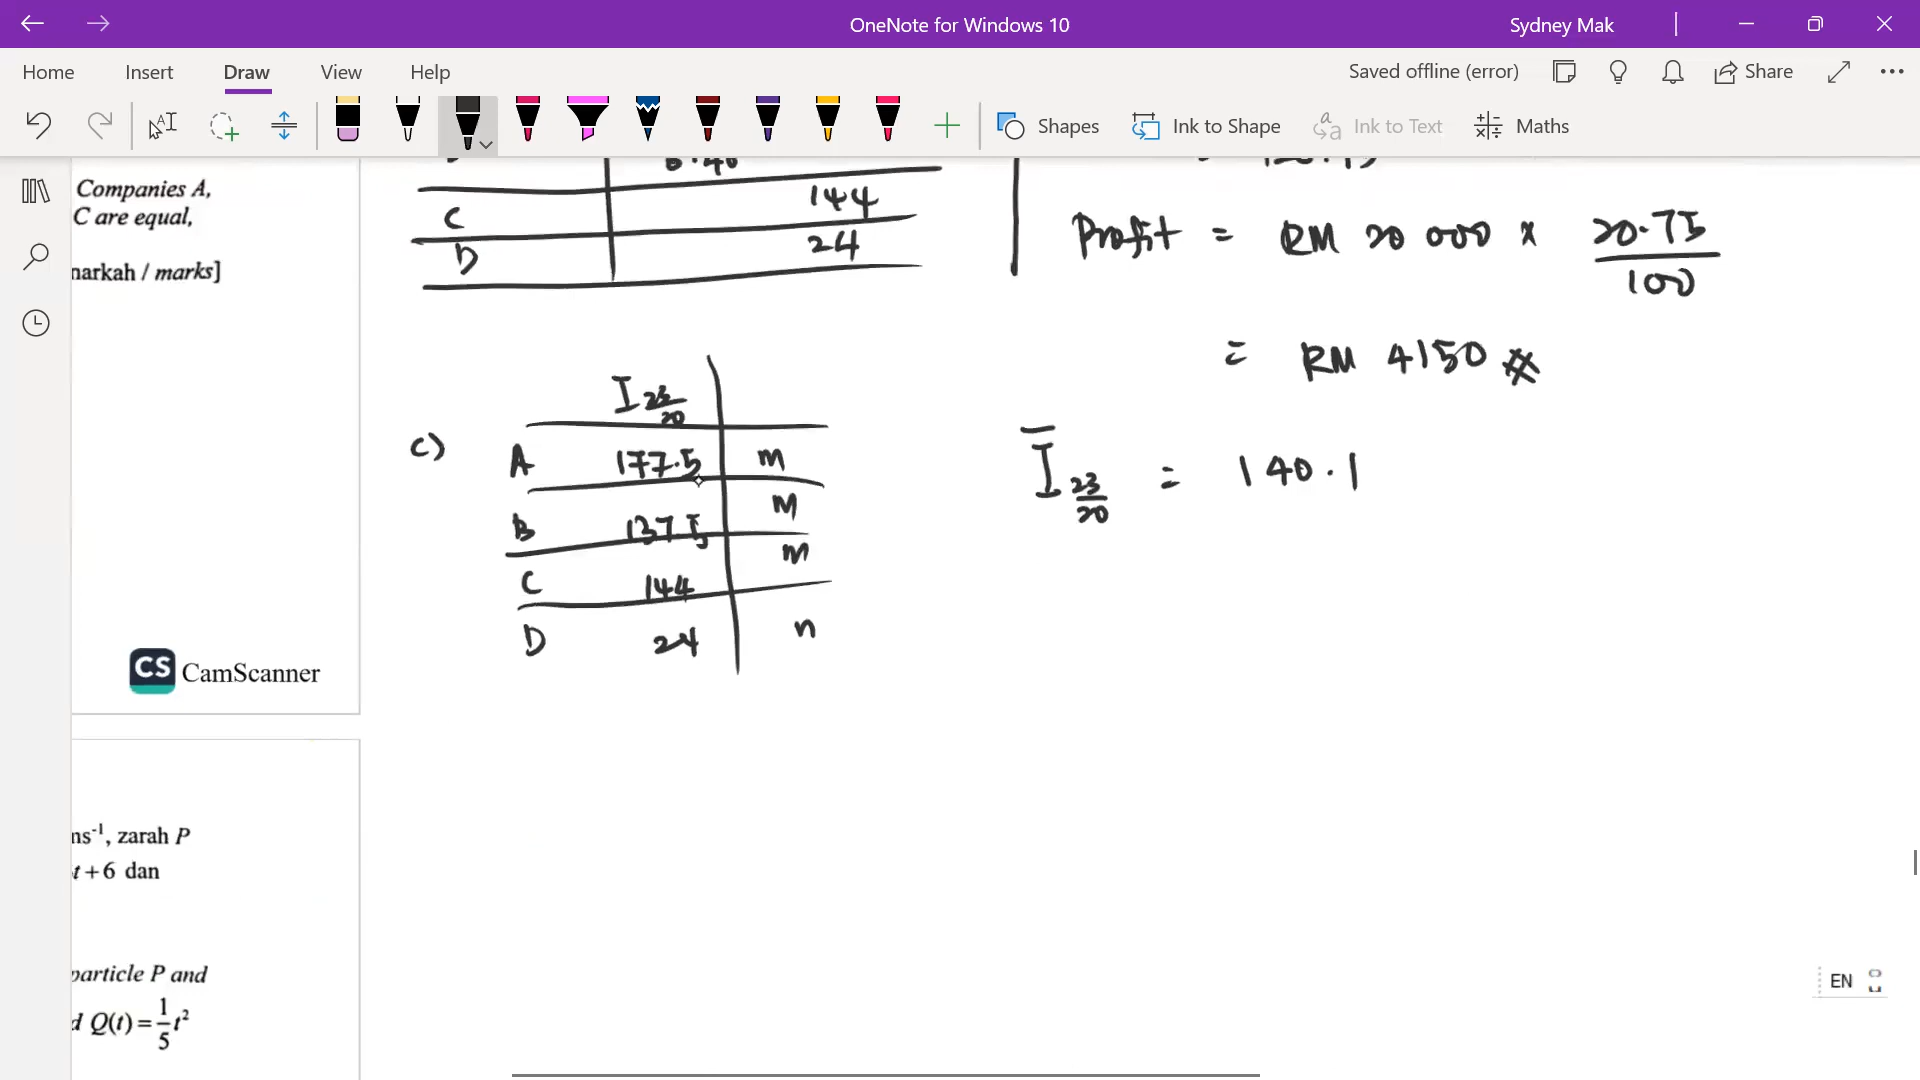 OneNote for Windows 10
Sydney Mak
Home Insert Draw View Help
Saved offline (error)
Share
Shapes
Ink to Shape
Ink to Text
Maths
Companies A,
C are equal,
narkah / marks]
CS CamScanner
ns⁻¹, zarah P
t + 6 dan
particle P and
d Q(t) = 1/5 t²
C 144
D 24
Profit = RM 20 000 × 20.75/100
= RM 4150 #
c)
I 23/20
A 177.5 m
B 137.5 m
C 144 m
D 24 n
Ī 23/20 = 140.1
EN